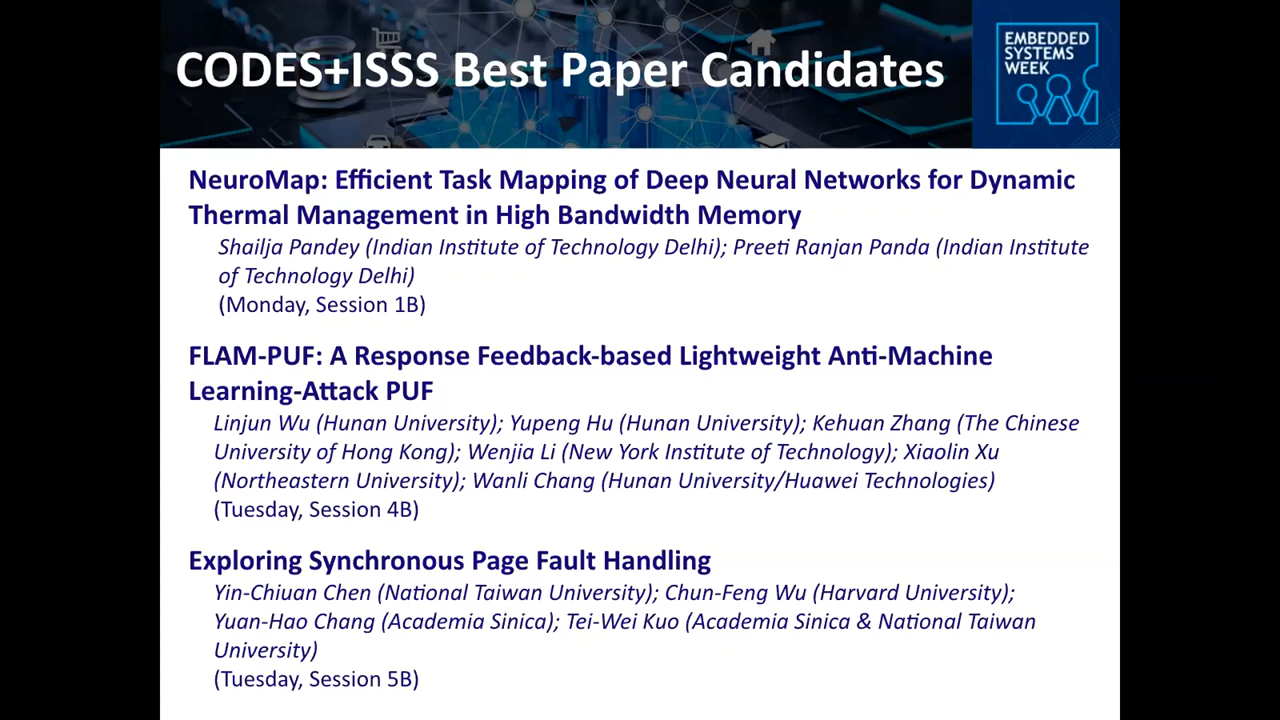 CODES+ISSS Best Paper Candidates
EMBEDDED
SYSTEMS
WEEK
NeuroMap: Efficient Task Mapping of Deep Neural Networks for Dynamic
Thermal Management in High Bandwidth Memory
Shailja Pandey (Indian Institute of Technology Delhi); Preeti Ranjan Panda (Indian Institute
of Technology Delhi)
(Monday, Session 1B)
FLAM-PUF: A Response Feedback-based Lightweight Anti-Machine
Learning-Attack PUF
Linjun Wu (Hunan University); Yupeng Hu (Hunan University); Kehuan Zhang (The Chinese
University of Hong Kong); Wenjia Li (New York Institute of Technology); Xiaolin Xu
(Northeastern University); Wanli Chang (Hunan University/Huawei Technologies)
(Tuesday, Session 4B)
Exploring Synchronous Page Fault Handling
Yin-Chiuan Chen (National Taiwan University); Chun-Feng Wu (Harvard University);
Yuan-Hao Chang (Academia Sinica); Tei-Wei Kuo (Academia Sinica & National Taiwan
University)
(Tuesday, Session 5B)